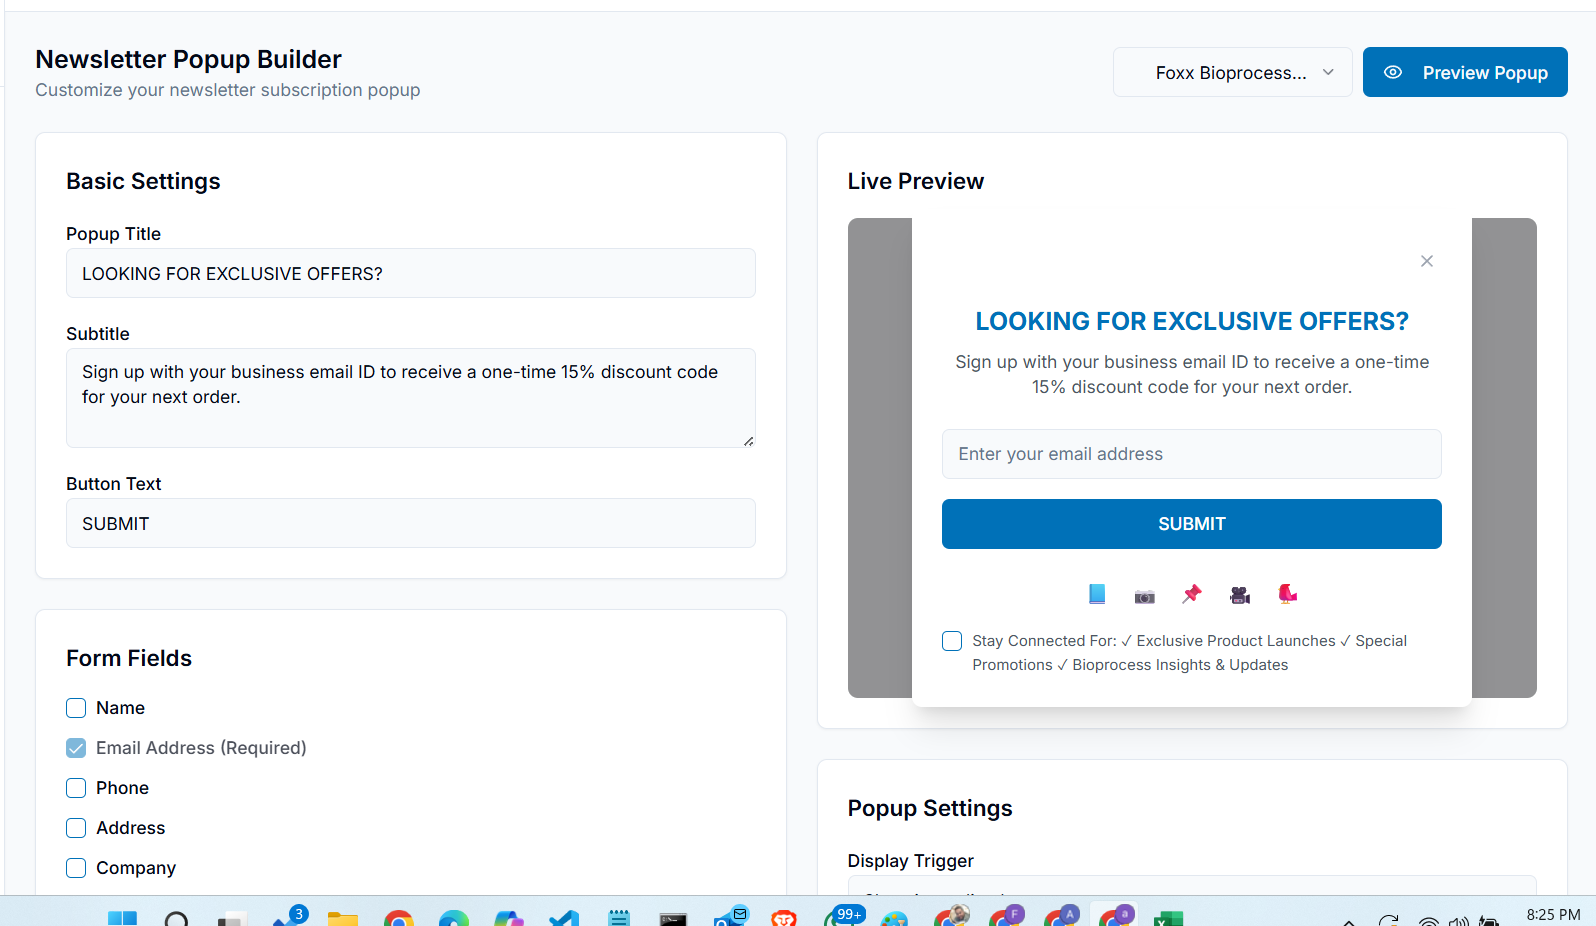 Newsletter Popup Builder
Customize your newsletter subscription popup
Foxx Bioprocess...
Preview Popup
Basic Settings
Popup Title
LOOKING FOR EXCLUSIVE OFFERS?
Subtitle
Sign up with your business email ID to receive a one-time 15% discount code
for your next order.
Button Text
SUBMIT
Form Fields
Name
Email Address (Required)
Phone
Address
Company
Live Preview
LOOKING FOR EXCLUSIVE OFFERS?
Sign up with your business email ID to receive a one-time
15% discount code for your next order.
Enter your email address
SUBMIT
Stay Connected For: ✓ Exclusive Product Launches ✓ Special
Promotions ✓ Bioprocess Insights & Updates
Popup Settings
Display Trigger
3
99+
F
A
a
8:25 PM